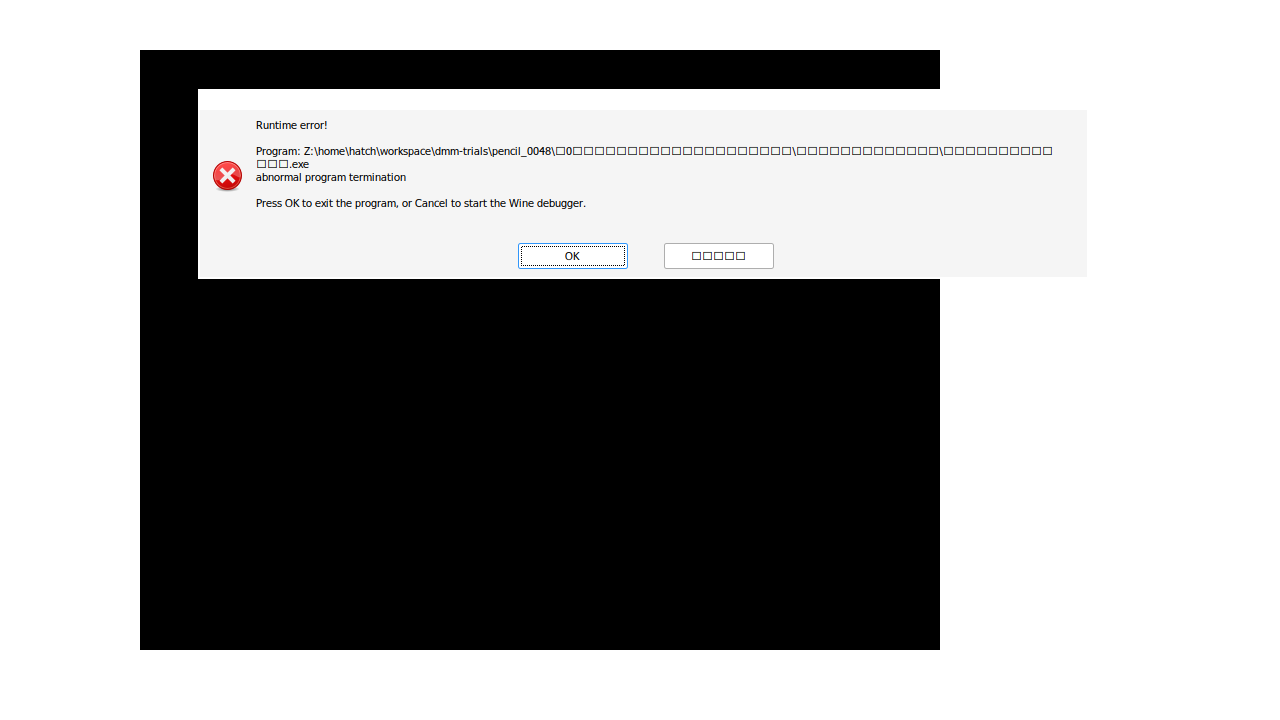 Runtime error!
Program: Z:\home\hatch\workspace\dmm-trials\pencil_0048\□0□□□□□□□□□□□□□□□□□□□□\□□□□□□□□□□□□□\□□□□□□□□□□
□□□.exe
abnormal program termination
Press OK to exit the program, or Cancel to start the Wine debugger.
OK □□□□□